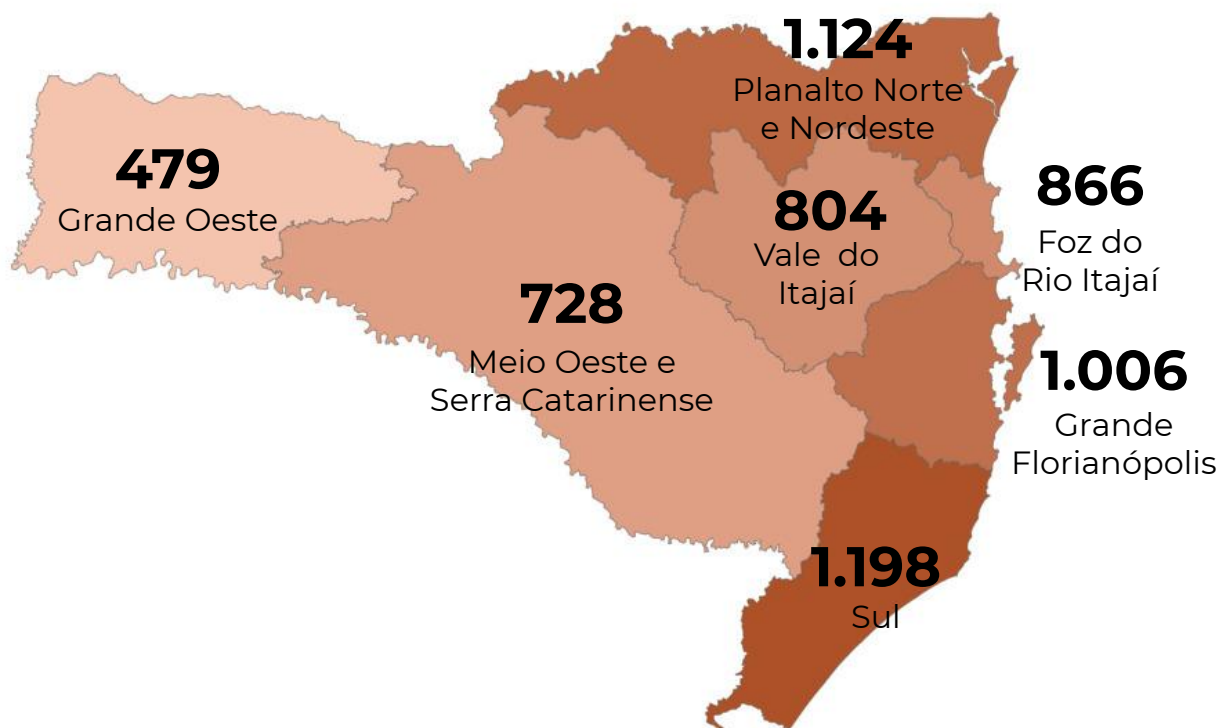 1.124
Planalto Norte
e Nordeste
479
Grande Oeste
804
Vale do
Itajaí
866
Foz do
Rio Itajaí
728
Meio Oeste e
Serra Catarinense
1.006
Grande
Florianópolis
1.198
Sul